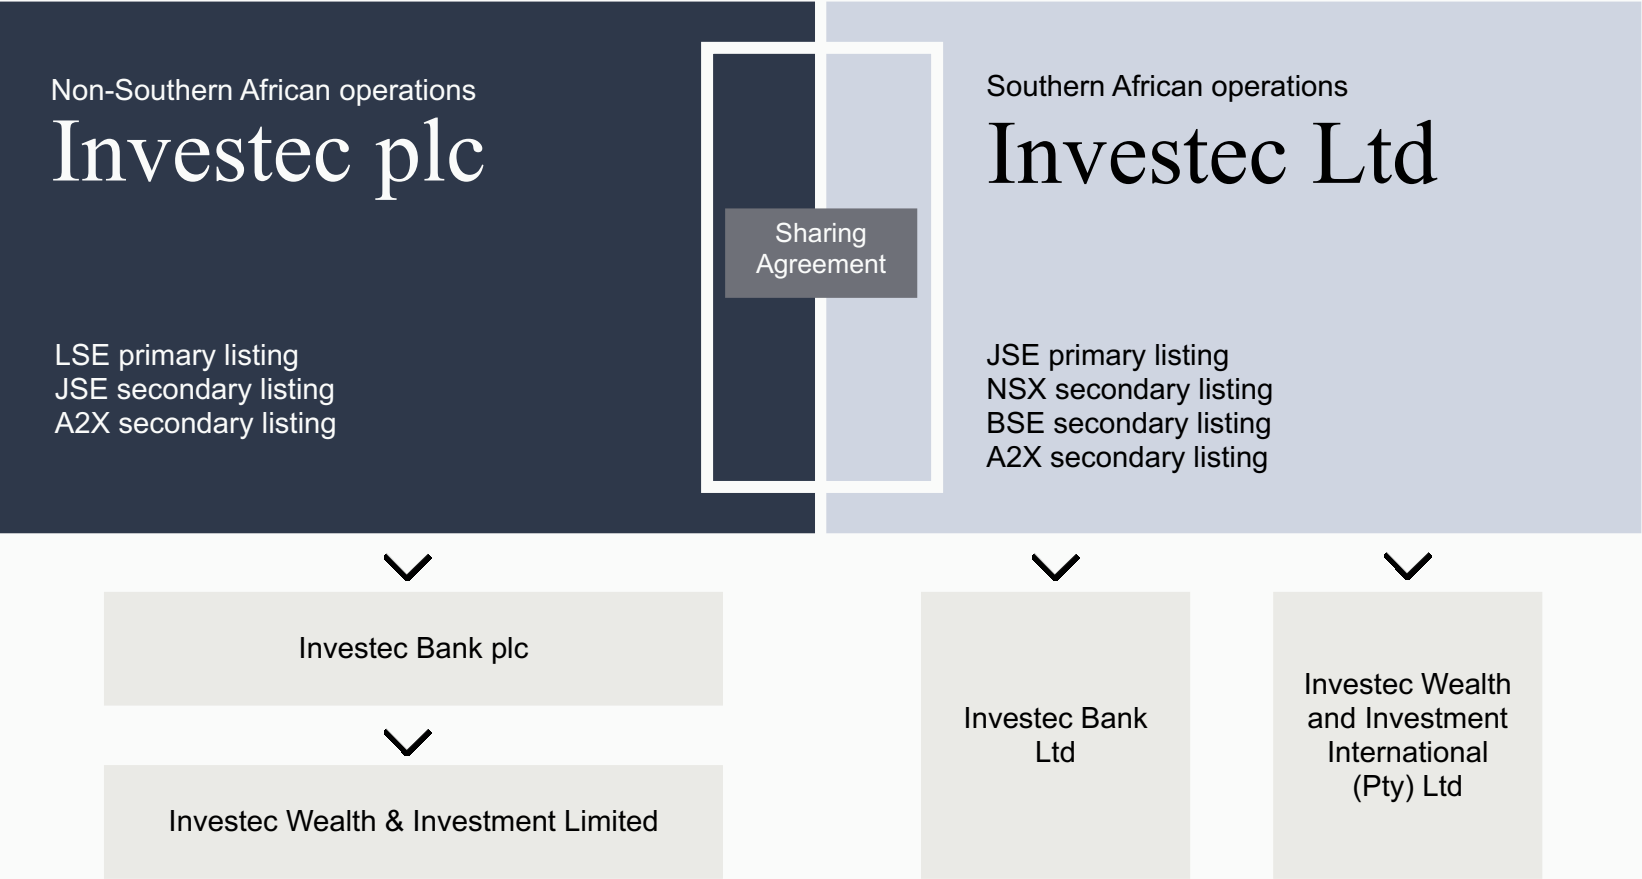 Non-Southern African operations
Investec plc
LSE primary listing
JSE secondary listing
A2X secondary listing
Sharing
Agreement
Southern African operations
Investec Ltd
JSE primary listing
NSX secondary listing
BSE secondary listing
A2X secondary listing
Investec Bank plc
Investec Wealth & Investment Limited
Investec Bank
Ltd
Investec Wealth
and Investment
International
(Pty) Ltd